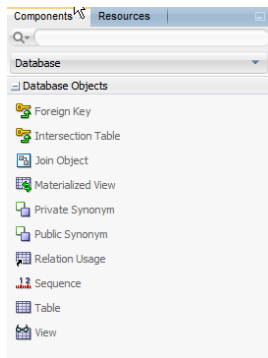 Components Resources
Database
Database Objects
Foreign Key
Intersection Table
Join Object
Materialized View
Private Synonym
Public Synonym
Relation Usage
Sequence
Table
View